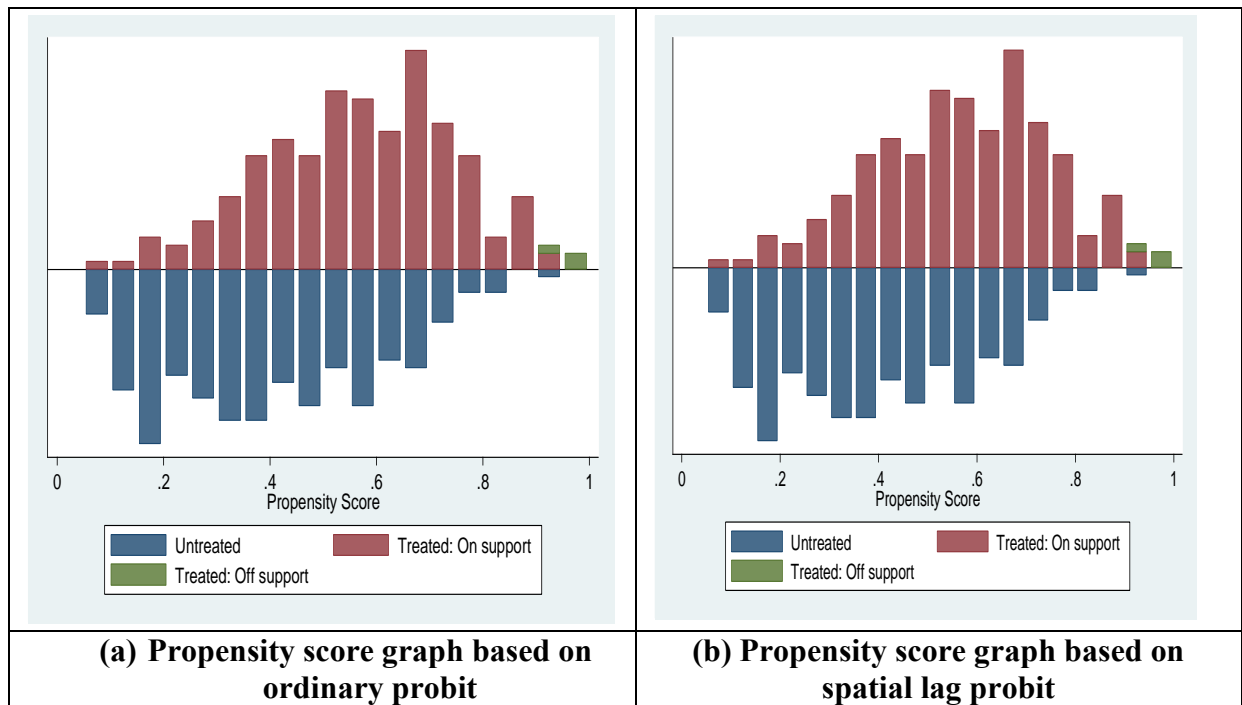 0 .2 .4 .6 .8 1
Propensity Score
Untreated Treated: On support
Treated: Off support
0 .2 .4 .6 .8 1
Propensity Score
Untreated Treated: On support
Treated: Off support
(a) Propensity score graph based on
ordinary probit
(b) Propensity score graph based on
spatial lag probit